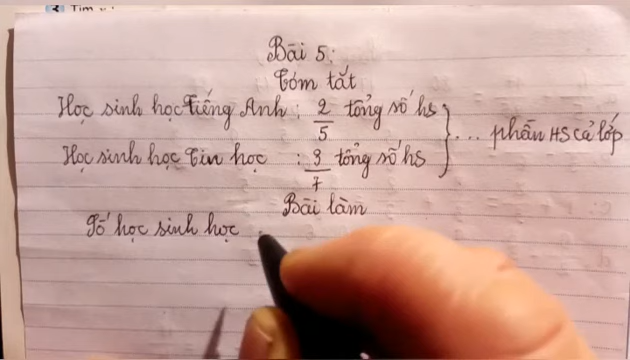 Bài 5:
Tóm tắt
Học sinh học Tiếng Anh : 2/5 tổng số hs
Học sinh học Tin học : 3/7 tổng số hs
} ... phần HS cả lớp
Bài làm
Số học sinh học